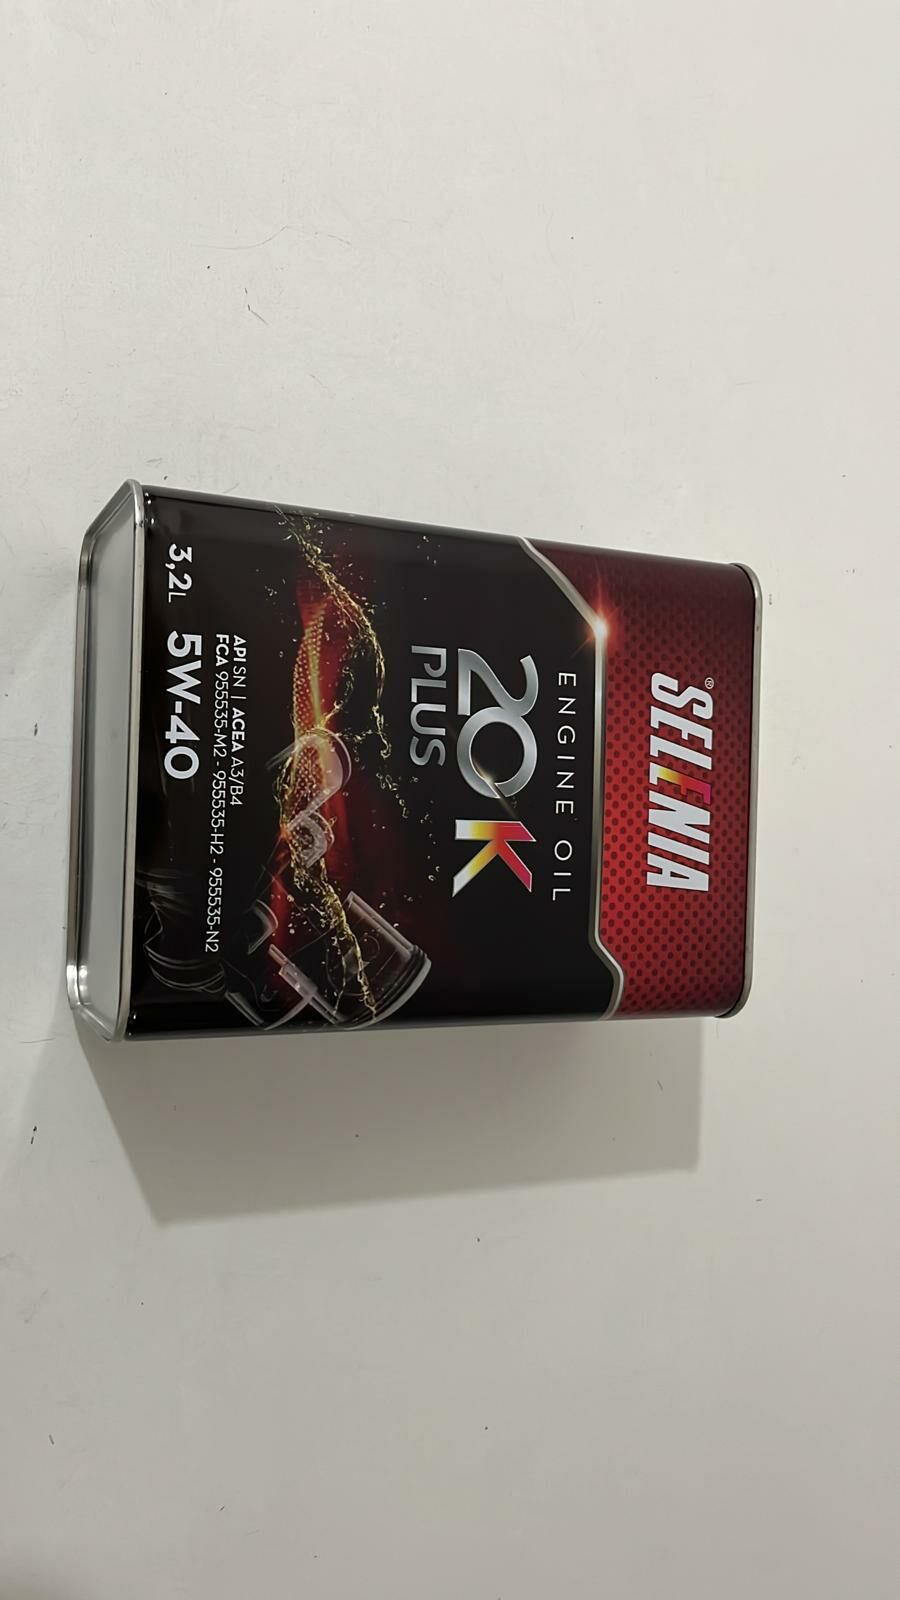 SELENIA®
ENGINE OIL
20K
PLUS
API SN | ACEA A3/B4
FCA 955535-M2 - 955535-H2 - 955535-N2
3,2L 5W-40